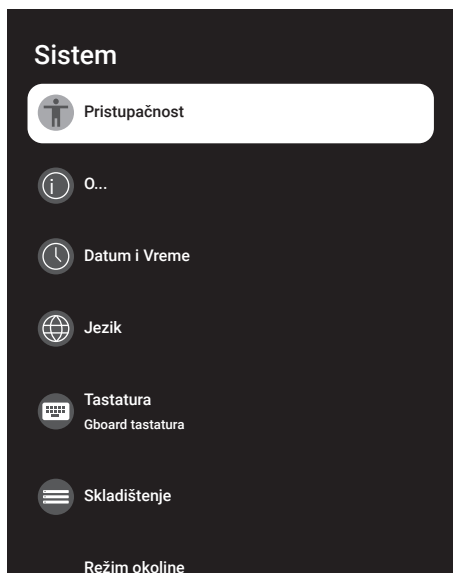 Sistem
Pristupačnost
O...
Datum i Vreme
Jezik
Tastatura
Gboard tastatura
Skladištenje
Režim okoline